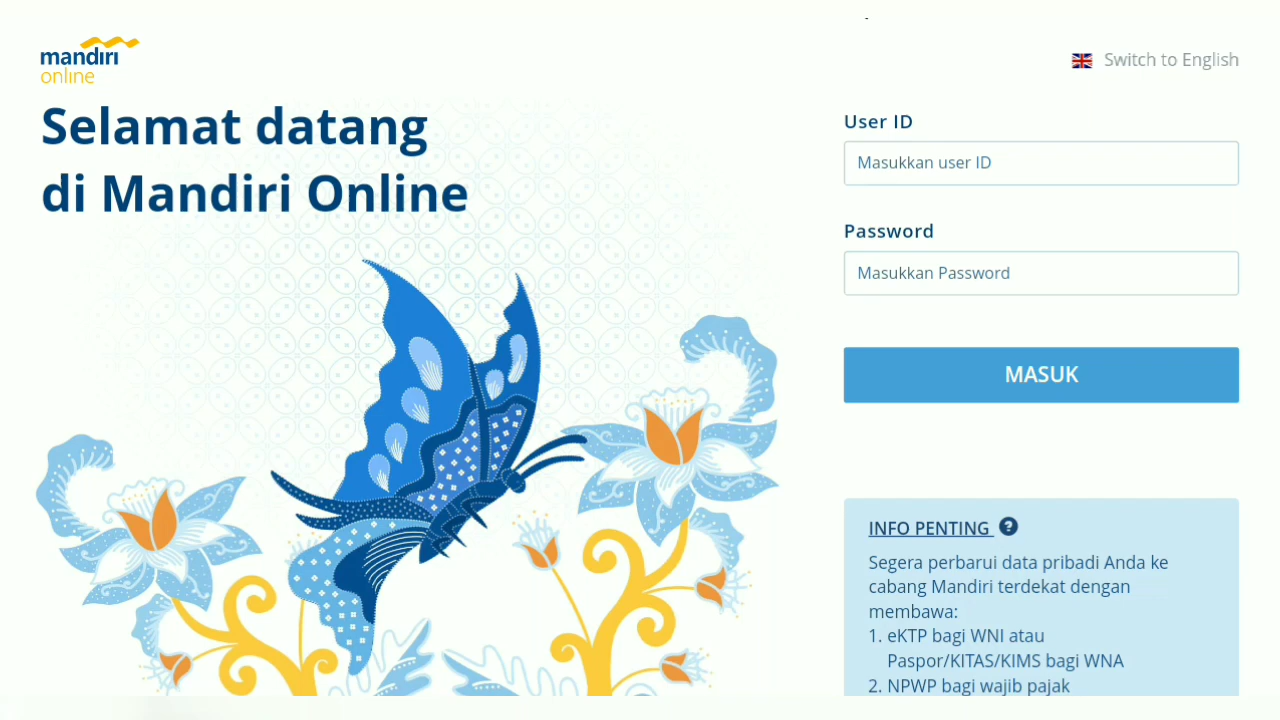 mandiri
online
Switch to English
Selamat datang
di Mandiri Online
User ID
Masukkan user ID
Password
Masukkan Password
MASUK
INFO PENTING ?
Segera perbarui data pribadi Anda ke
cabang Mandiri terdekat dengan
membawa:
1. eKTP bagi WNI atau
Paspor/KITAS/KIMS bagi WNA
2. NPWP bagi wajib pajak